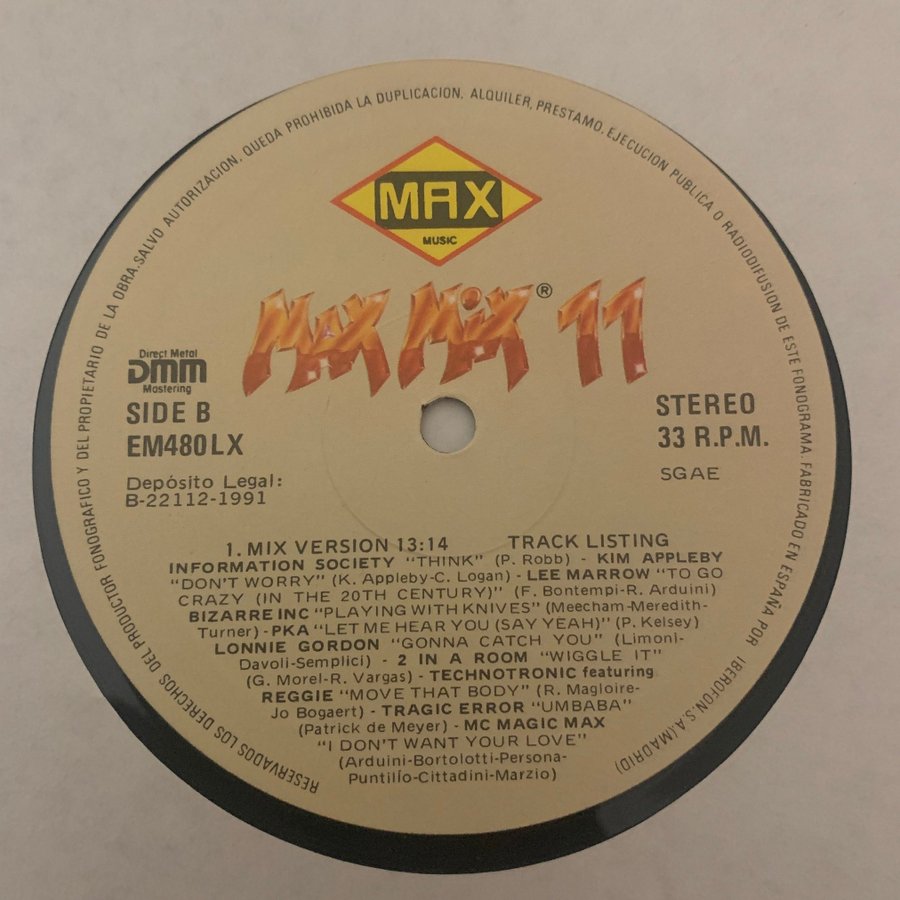 RESERVADOS LOS DERECHOS DEL PRODUCTOR FONOGRAFICO Y DEL PROPIETARIO DE LA OBRA. SALVO AUTORIZACION. QUEDA PROHIBIDA LA DUPLICACION, ALQUILER, PRESTAMO, EJECUCION PUBLICA O RADIODIFUSION DE ESTE FONOGRAMA. FABRICADO EN ESPAÑA POR IBEROFON, S.A. (MADRID)
MAX
MUSIC
MAX MIX® 11
Direct Metal
DMM
Mastering
SIDE B
EM480LX
Depósito Legal:
B-22112-1991
STEREO
33 R.P.M.
SGAE
1. MIX VERSION 13:14 TRACK LISTING
INFORMATION SOCIETY "THINK" (P. Robb) - KIM APPLEBY
"DON'T WORRY" (K. Appleby-C. Logan) - LEE MARROW "TO GO
CRAZY (IN THE 20TH CENTURY)" (F. Bontempi-R. Arduini)
BIZARRE INC "PLAYING WITH KNIVES" (Meecham-Meredith-
Turner) - PKA "LET ME HEAR YOU (SAY YEAH)" (P. Kelsey)
LONNIE GORDON "GONNA CATCH YOU" (Limoni-
Davoli-Semplici) - 2 IN A ROOM "WIGGLE IT"
(G. Morel-R. Vargas) - TECHNOTRONIC featuring
REGGIE "MOVE THAT BODY" (R. Magloire-
Jo Bogaert) - TRAGIC ERROR "UMBABA"
(Patrick de Meyer) - MC MAGIC MAX
"I DON'T WANT YOUR LOVE"
(Arduini-Bortolotti-Persona-
Puntilío-Cittadini-Marzio)